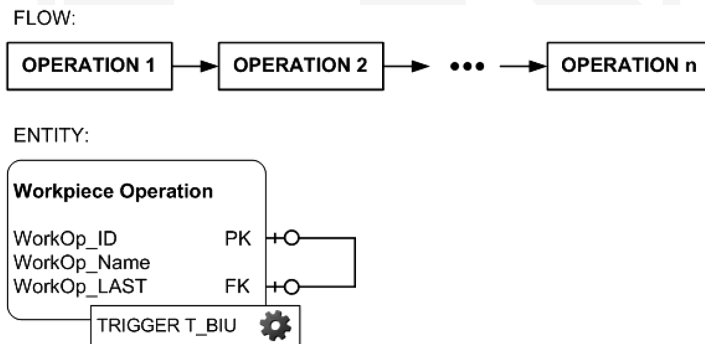 FLOW:
OPERATION 1 OPERATION 2 ••• OPERATION n
ENTITY:
Workpiece Operation
WorkOp_ID PK
WorkOp_Name
WorkOp_LAST FK
TRIGGER T_BIU